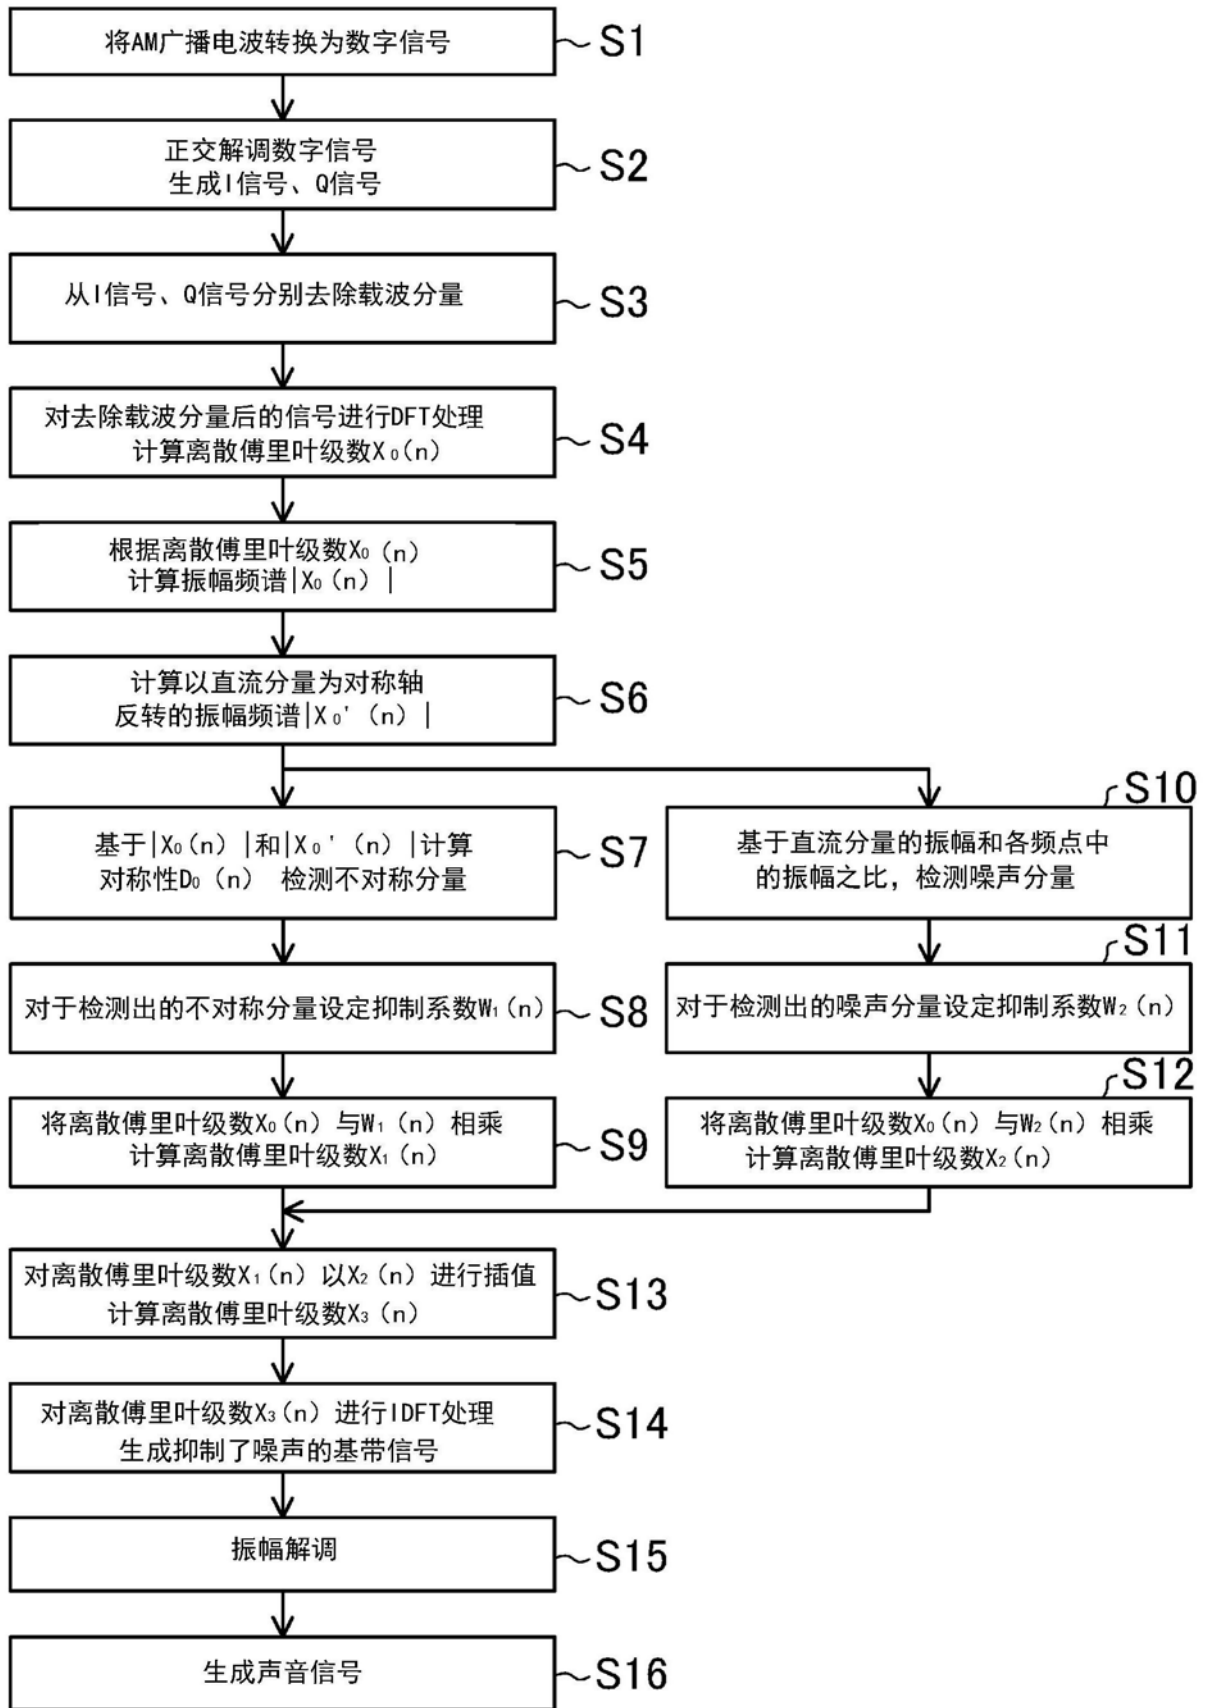 将AM广播电波转换为数字信号
S1
正交解调数字信号
生成I信号、Q信号
S2
从I信号、Q信号分别去除载波分量
S3
对去除载波分量后的信号进行DFT处理
计算离散傅里叶级数X₀(n)
S4
根据离散傅里叶级数X₀(n)
计算振幅频谱|X₀(n)|
S5
计算以直流分量为对称轴
反转的振幅频谱|X₀'(n)|
S6
基于|X₀(n)|和|X₀'(n)|计算
对称性D₀(n) 检测不对称分量
S7
S10
基于直流分量的振幅和各频点中
的振幅之比，检测噪声分量
对于检测出的不对称分量设定抑制系数W₁(n)
S8
S11
对于检测出的噪声分量设定抑制系数W₂(n)
将离散傅里叶级数X₀(n)与W₁(n)相乘
计算离散傅里叶级数X₁(n)
S9
S12
将离散傅里叶级数X₀(n)与W₂(n)相乘
计算离散傅里叶级数X₂(n)
对离散傅里叶级数X₁(n)以X₂(n)进行插值
计算离散傅里叶级数X₃(n)
S13
对离散傅里叶级数X₃(n)进行IDFT处理
生成抑制了噪声的基带信号
S14
振幅解调
S15
生成声音信号
S16